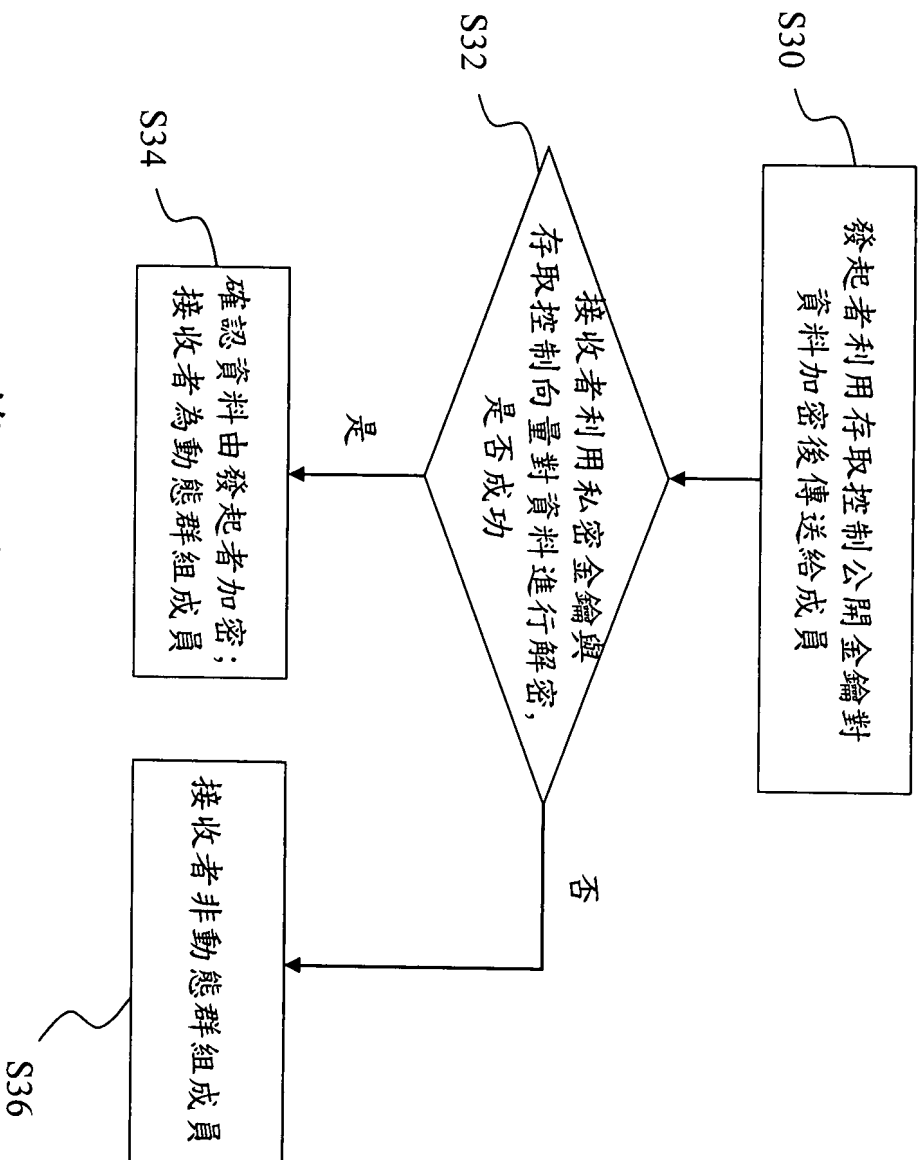 S30
發起者利用存取控制公開金鑰對
資料加密後傳送給成員
S32
接收者利用私密金鑰與
存取控制向量對資料進行解密,
是否成功
是
否
S34
確認資料由發起者加密;
接收者為動態群組成員
接收者非動態群組成員
S36